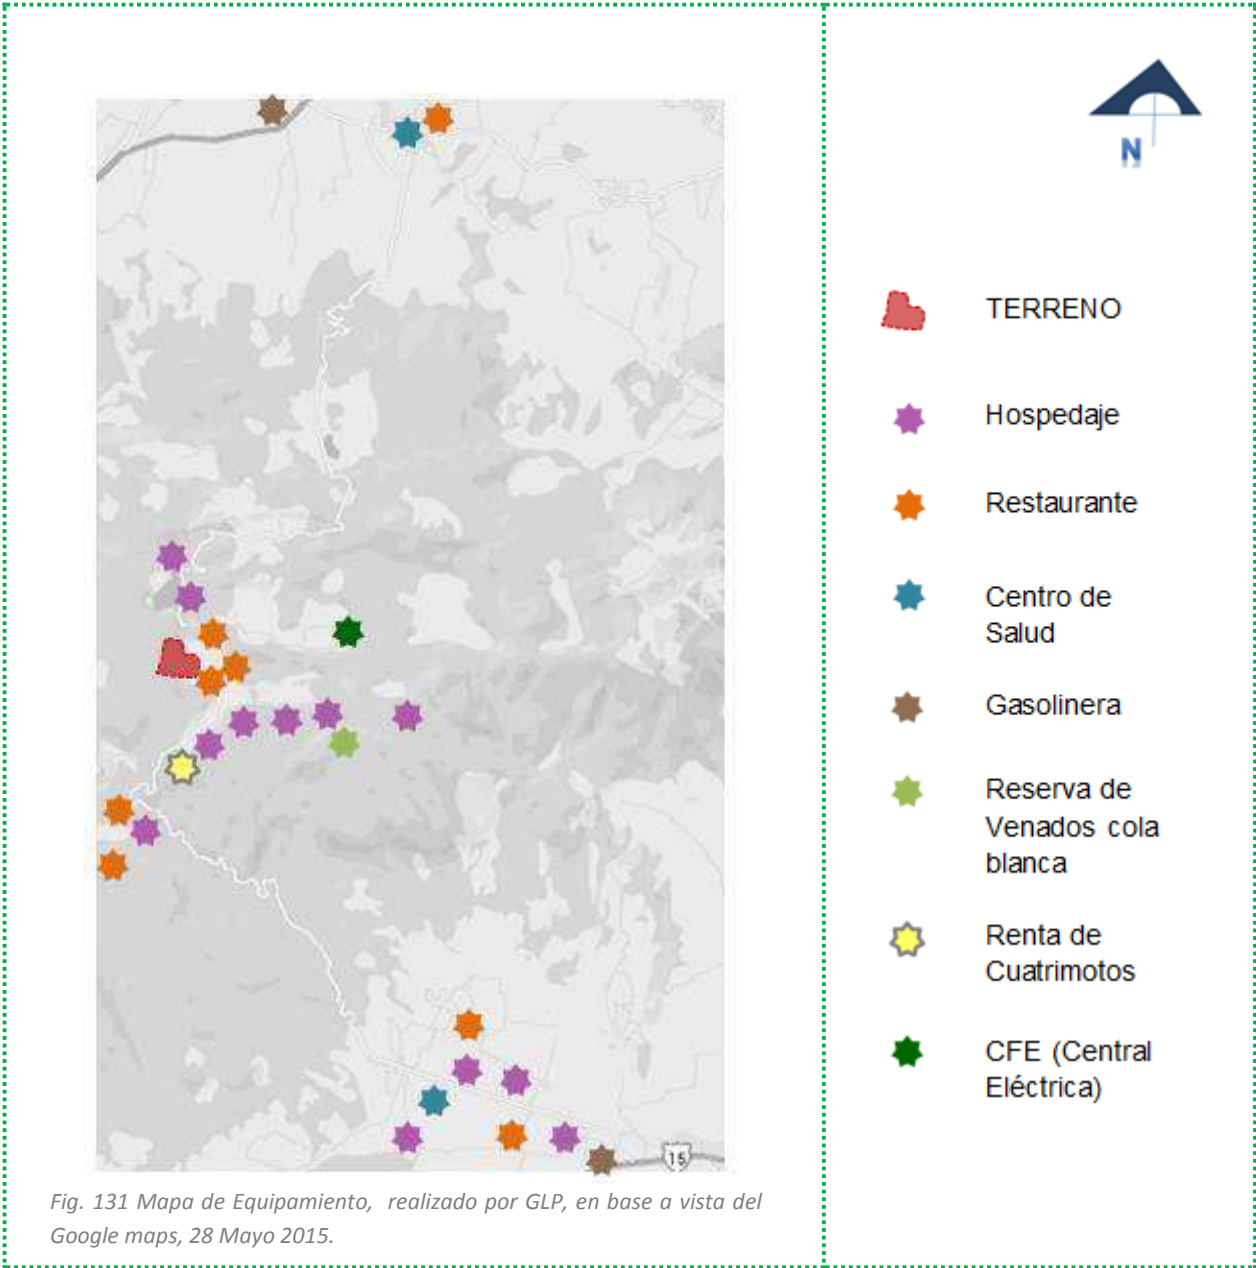 N
TERRENO
Hospedaje
Restaurante
Centro de
Salud
Gasolinera
Reserva de
Venados cola
blanca
Renta de
Cuatrimotos
CFE (Central
Eléctrica)
15
Fig. 131 Mapa de Equipamiento, realizado por GLP, en base a vista del
Google maps, 28 Mayo 2015.